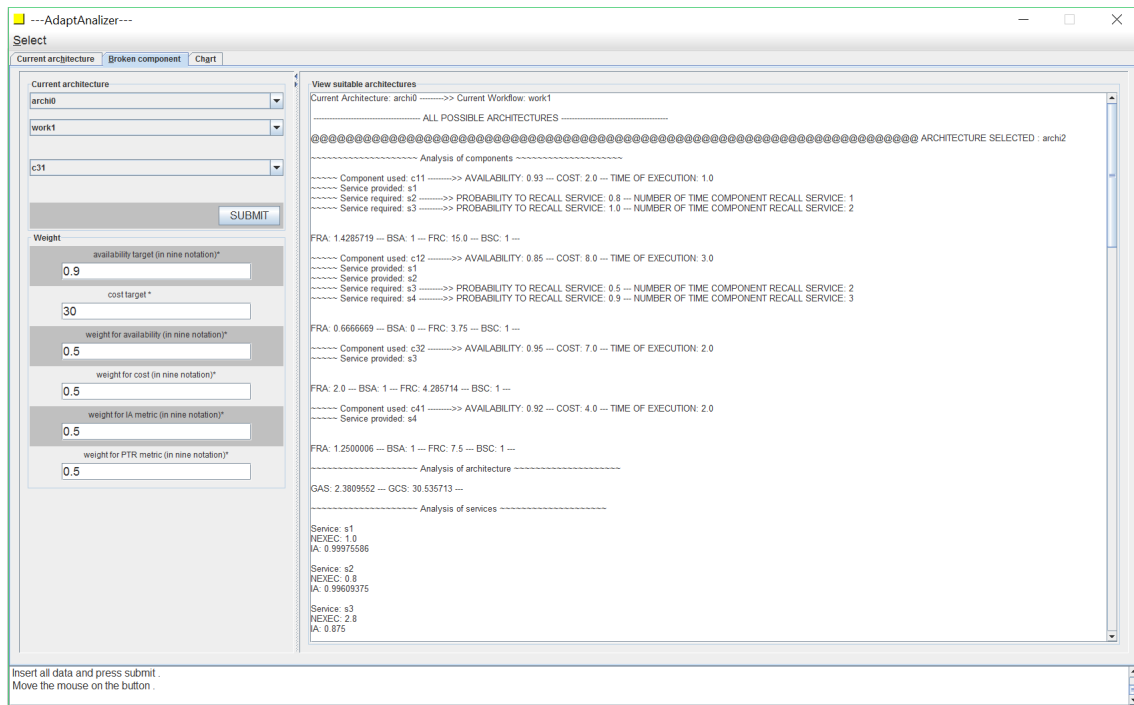 ---AdaptAnalizer---
Select
Current architecture
Broken component
Chart
Current architecture
archi0
work1
c31
SUBMIT
Weight
availability target (in nine notation)*
0.9
cost target *
30
weight for availability (in nine notation)*
0.5
weight for cost (in nine notation)*
0.5
weight for IA metric (in nine notation)*
0.5
weight for PTR metric (in nine notation)*
0.5
View suitable architectures
Current Architecture: archi0 --------->> Current Workflow: work1
---------------------------------------- ALL POSSIBLE ARCHITECTURES ----------------------------------------
@@@@@@@@@@@@@@@@@@@@@@@@@@@@@@@@@@@@@@@@@@@@@@@@@@@@@@@@@@@@@@@@@@@@@@ ARCHITECTURE SELECTED : archi2
~~~~~~~~~~~~~~~~~~~~ Analysis of components ~~~~~~~~~~~~~~~~~~~~
~~~~~ Component used: c11 --------->> AVAILABILITY: 0.93 --- COST: 2.0 --- TIME OF EXECUTION: 1.0
~~~~~ Service provided: s1
~~~~~ Service required: s2 --------->> PROBABILITY TO RECALL SERVICE: 0.8 --- NUMBER OF TIME COMPONENT RECALL SERVICE: 1
~~~~~ Service required: s3 --------->> PROBABILITY TO RECALL SERVICE: 1.0 --- NUMBER OF TIME COMPONENT RECALL SERVICE: 2
FRA: 1.4285719 --- BSA: 1 --- FRC: 15.0 --- BSC: 1 ---
~~~~~ Component used: c12 --------->> AVAILABILITY: 0.85 --- COST: 8.0 --- TIME OF EXECUTION: 3.0
~~~~~ Service provided: s1
~~~~~ Service provided: s2
~~~~~ Service required: s3 --------->> PROBABILITY TO RECALL SERVICE: 0.5 --- NUMBER OF TIME COMPONENT RECALL SERVICE: 2
~~~~~ Service required: s4 --------->> PROBABILITY TO RECALL SERVICE: 0.9 --- NUMBER OF TIME COMPONENT RECALL SERVICE: 3
FRA: 0.6666669 --- BSA: 0 --- FRC: 3.75 --- BSC: 1 ---
~~~~~ Component used: c32 --------->> AVAILABILITY: 0.95 --- COST: 7.0 --- TIME OF EXECUTION: 2.0
~~~~~ Service provided: s3
FRA: 2.0 --- BSA: 1 --- FRC: 4.285714 --- BSC: 1 ---
~~~~~ Component used: c41 --------->> AVAILABILITY: 0.92 --- COST: 4.0 --- TIME OF EXECUTION: 2.0
~~~~~ Service provided: s4
FRA: 1.2500006 --- BSA: 1 --- FRC: 7.5 --- BSC: 1 ---
~~~~~~~~~~~~~~~~~~~~ Analysis of architecture ~~~~~~~~~~~~~~~~~~~~
GAS: 2.3809552 --- GCS: 30.535713 ---
~~~~~~~~~~~~~~~~~~~~ Analysis of services ~~~~~~~~~~~~~~~~~~~~
Service: s1
NEXEC: 1.0
IA: 0.99975586
Service: s2
NEXEC: 0.8
IA: 0.99609375
Service: s3
NEXEC: 2.8
IA: 0.875
Insert all data and press submit .
Move the mouse on the button .